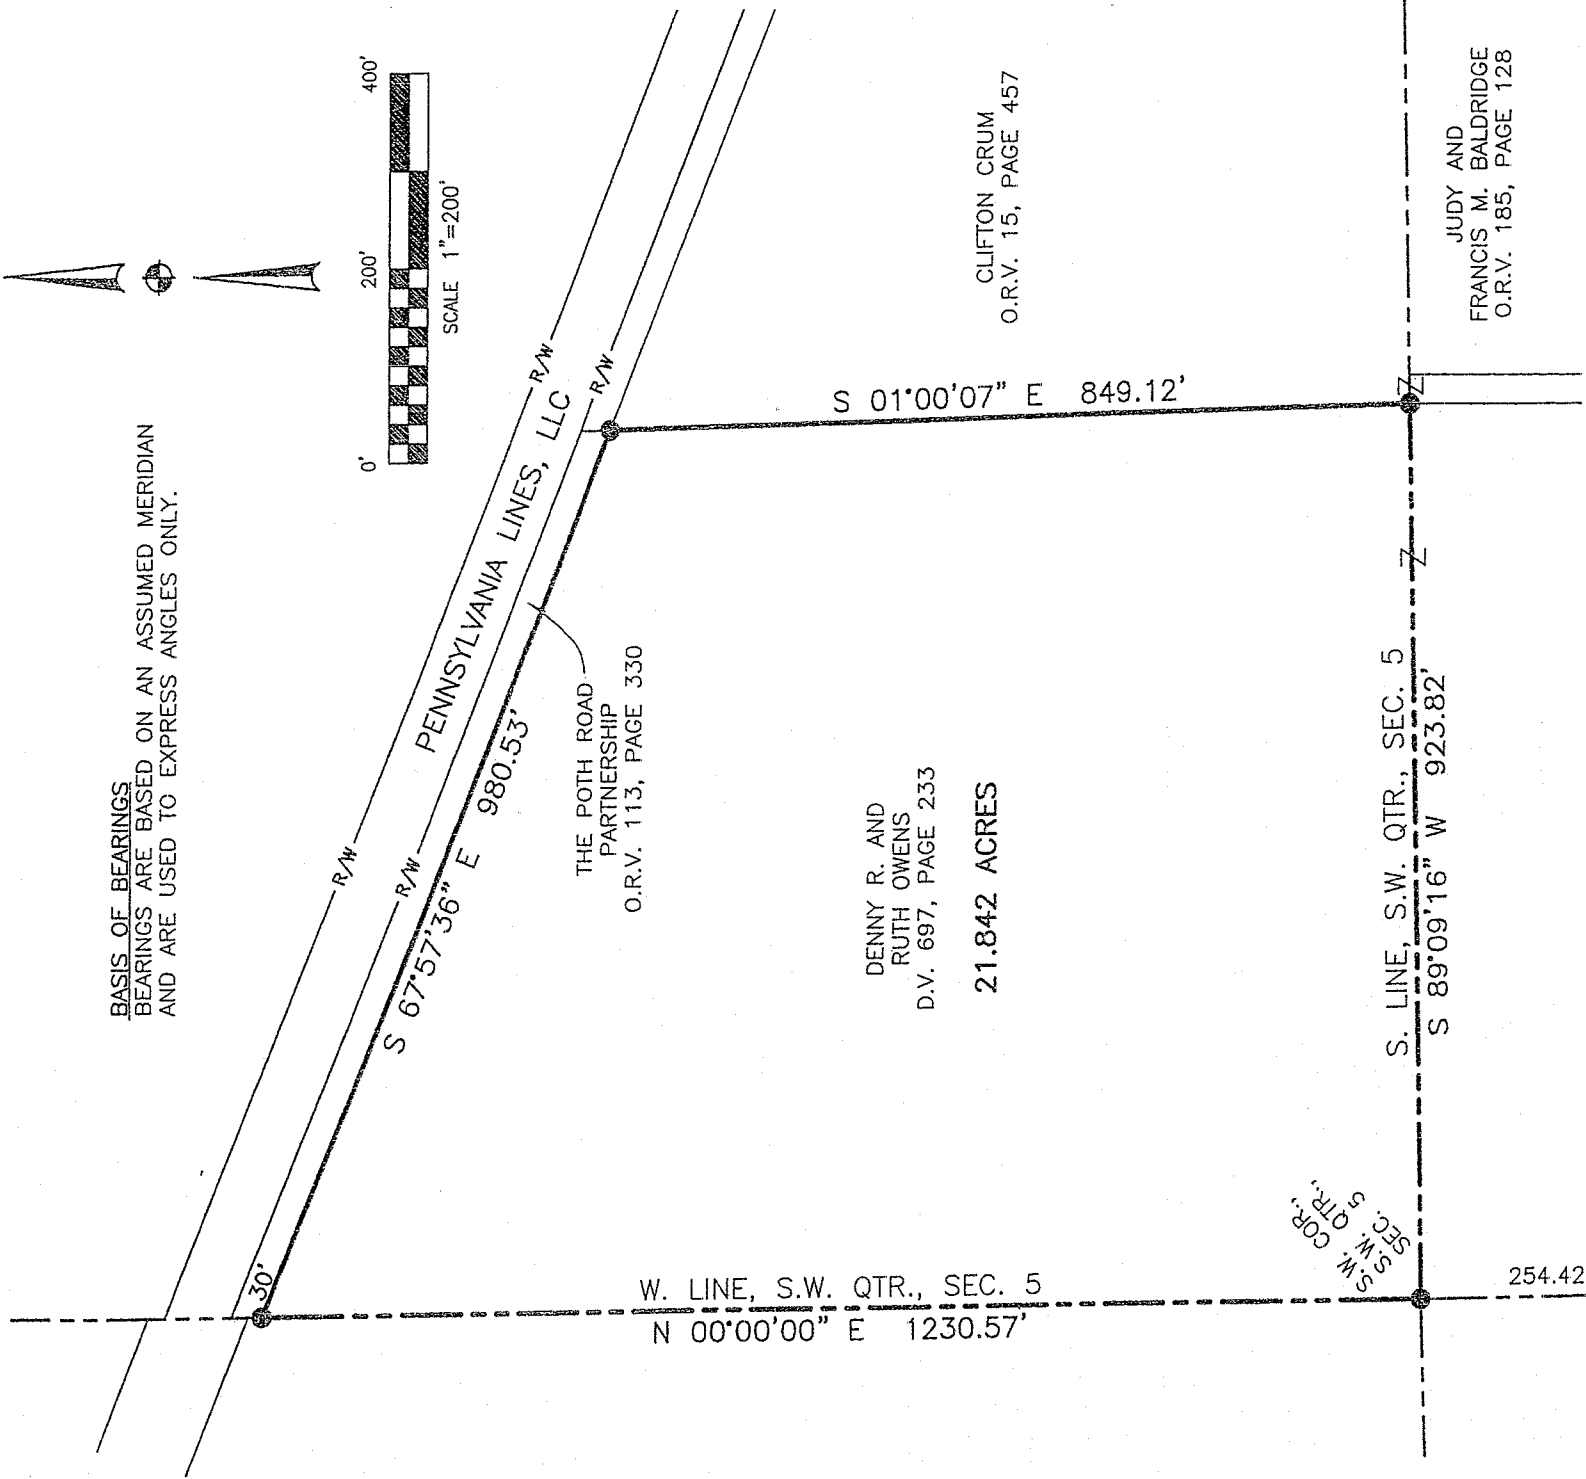 BASIS OF BEARINGS
BEARINGS ARE BASED ON AN ASSUMED MERIDIAN
AND ARE USED TO EXPRESS ANGLES ONLY.
0' 200' 400'
SCALE 1"=200'
R/W
R/W
PENNSYLVANIA LINES, LLC
R/W
R/W
30'
S 67°57'36" E 980.53'
THE POTH ROAD
PARTNERSHIP
O.R.V. 113, PAGE 330
CLIFTON CRUM
O.R.V. 15, PAGE 457
S 01°00'07" E 849.12'
DENNY R. AND
RUTH OWENS
D.V. 697, PAGE 233
21.842 ACRES
W. LINE, S.W. QTR., SEC. 5
N 00°00'00" E 1230.57'
S.W. COR.,
S.W. QTR.,
SEC. 5
S. LINE, S.W. QTR., SEC. 5
S 89°09'16" W 923.82'
Z
Z
JUDY AND
FRANCIS M. BALDRIDGE
O.R.V. 185, PAGE 128
254.42